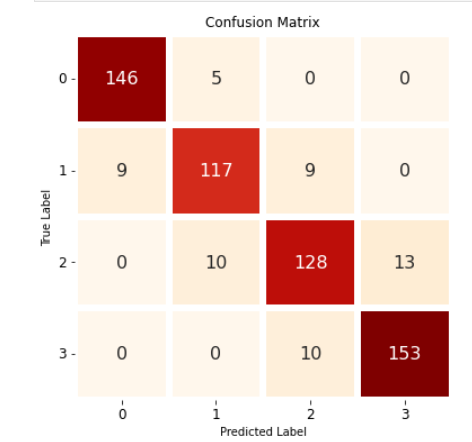 Confusion Matrix
True Label
0 - 146 5 0 0
1 - 9 117 9 0
2 - 0 10 128 13
3 - 0 0 10 153
0 1 2 3
Predicted Label